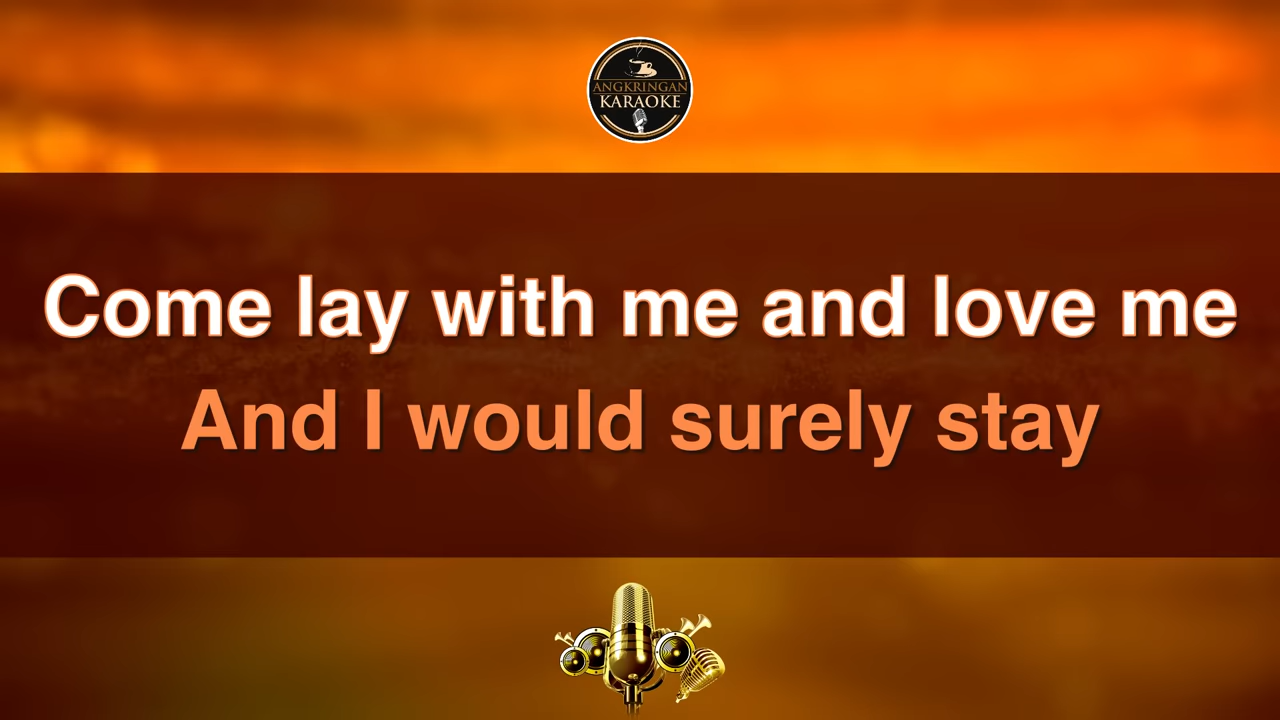 ANGKRINGAN
KARAOKE
Come lay with me and love me
And I would surely stay